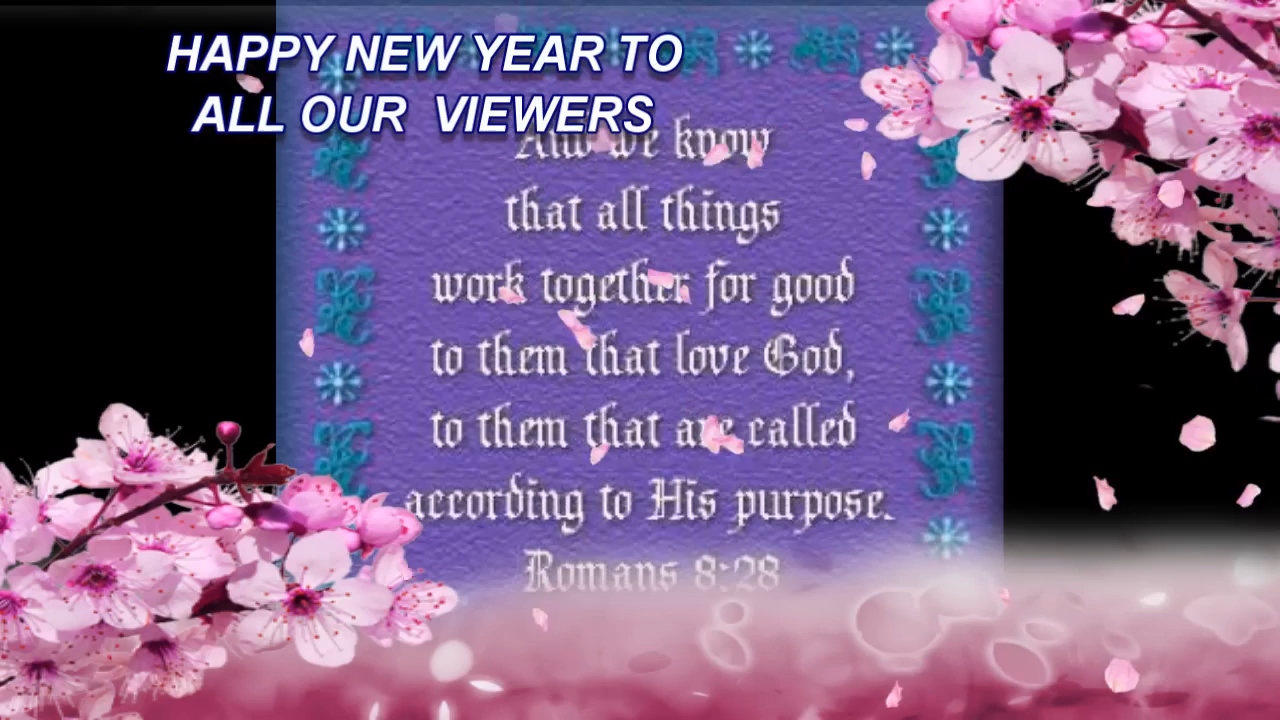 HAPPY NEW YEAR TO
ALL OUR VIEWERS
And we know
that all things
work together for good
to them that love God,
to them that are called
according to His purpose.
Romans 8:28